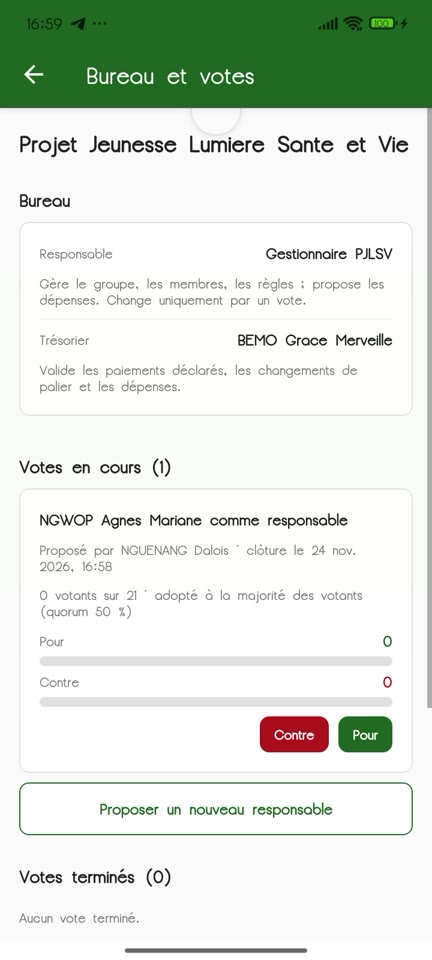 16:59
100
Bureau et votes
Projet Jeunesse Lumiere Sante et Vie
Bureau
Responsable Gestionnaire PJLSV
Gère le groupe, les membres, les règles ; propose les
dépenses. Change uniquement par un vote.
Trésorier BEMO Grace Merveille
Valide les paiements déclarés, les changements de
palier et les dépenses.
Votes en cours (1)
NGWOP Agnes Mariane comme responsable
Proposé par NGUENANG Dalois · clôture le 24 nov.
2026, 16:58
0 votants sur 21 · adopté à la majorité des votants
(quorum 50 %)
Pour 0
Contre 0
Contre Pour
Proposer un nouveau responsable
Votes terminés (0)
Aucun vote terminé.